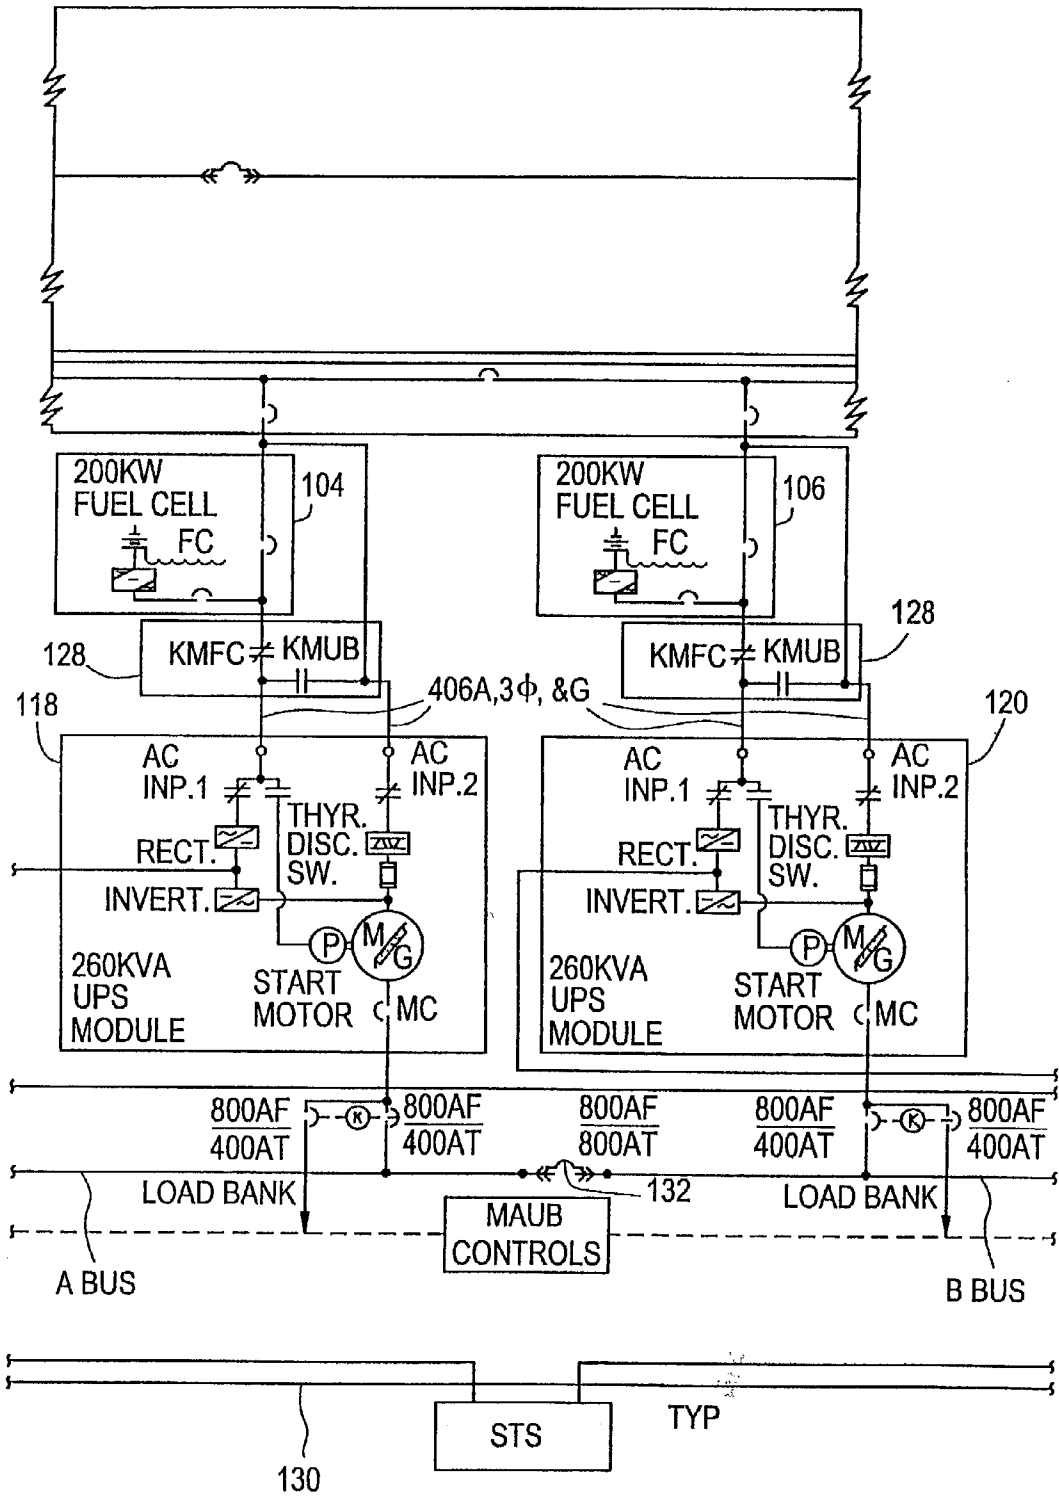 200KW
FUEL CELL
FC
104
200KW
FUEL CELL
FC
106
128
KMFC
KMUB
KMFC
KMUB
128
406A,3Φ, &G
118
120
AC
INP.1
AC
INP.2
THYR.
DISC.
SW.
RECT.
INVERT.
P
M/G
START
MOTOR
MC
260KVA
UPS
MODULE
AC
INP.1
AC
INP.2
THYR.
DISC.
SW.
RECT.
INVERT.
P
M/G
START
MOTOR
MC
260KVA
UPS
MODULE
800AF
400AT
K
800AF
400AT
800AF
800AT
800AF
400AT
K
800AF
400AT
LOAD BANK
132
LOAD BANK
MAUB
CONTROLS
A BUS
B BUS
STS
TYP
130